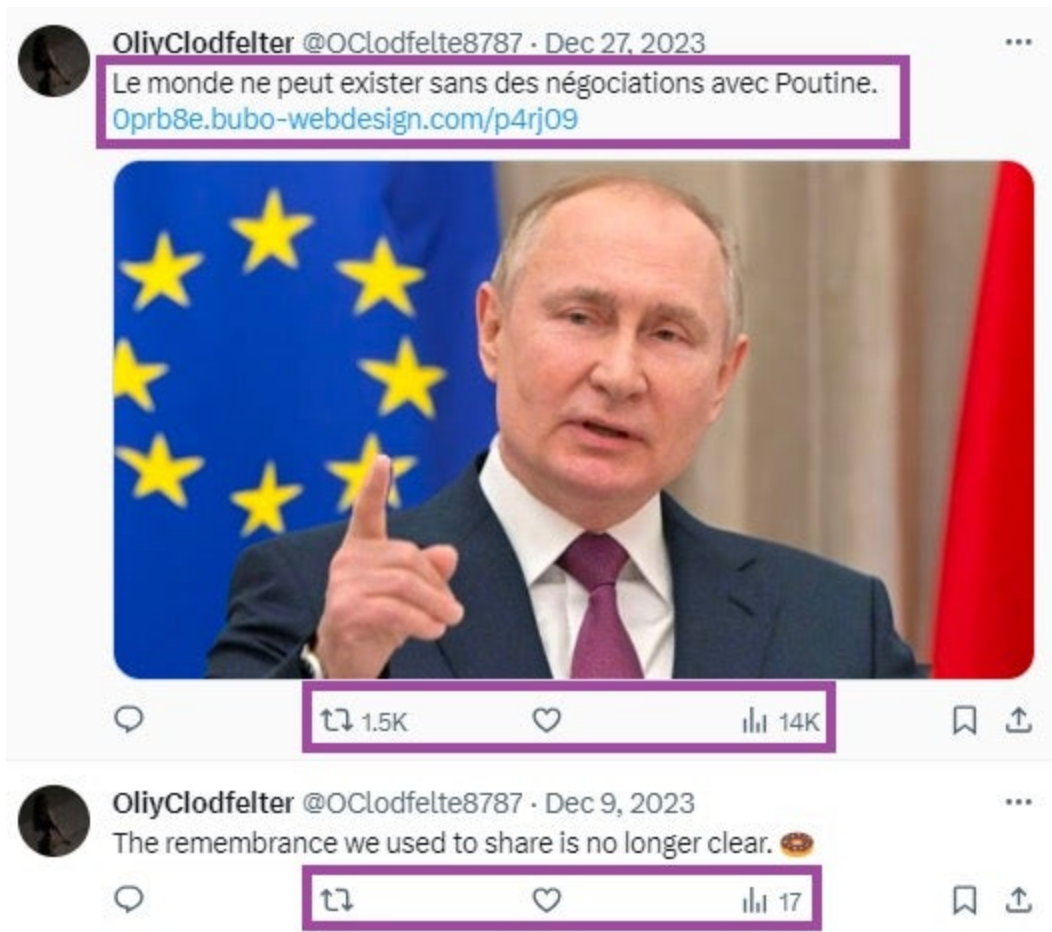 OliyClodfelter @OClodfelte8787 · Dec 27, 2023
Le monde ne peut exister sans des négociations avec Poutine.
0prb8e.bubo-webdesign.com/p4rj09
1.5K 14K
OliyClodfelter @OClodfelte8787 · Dec 9, 2023
The remembrance we used to share is no longer clear. 🍩
17